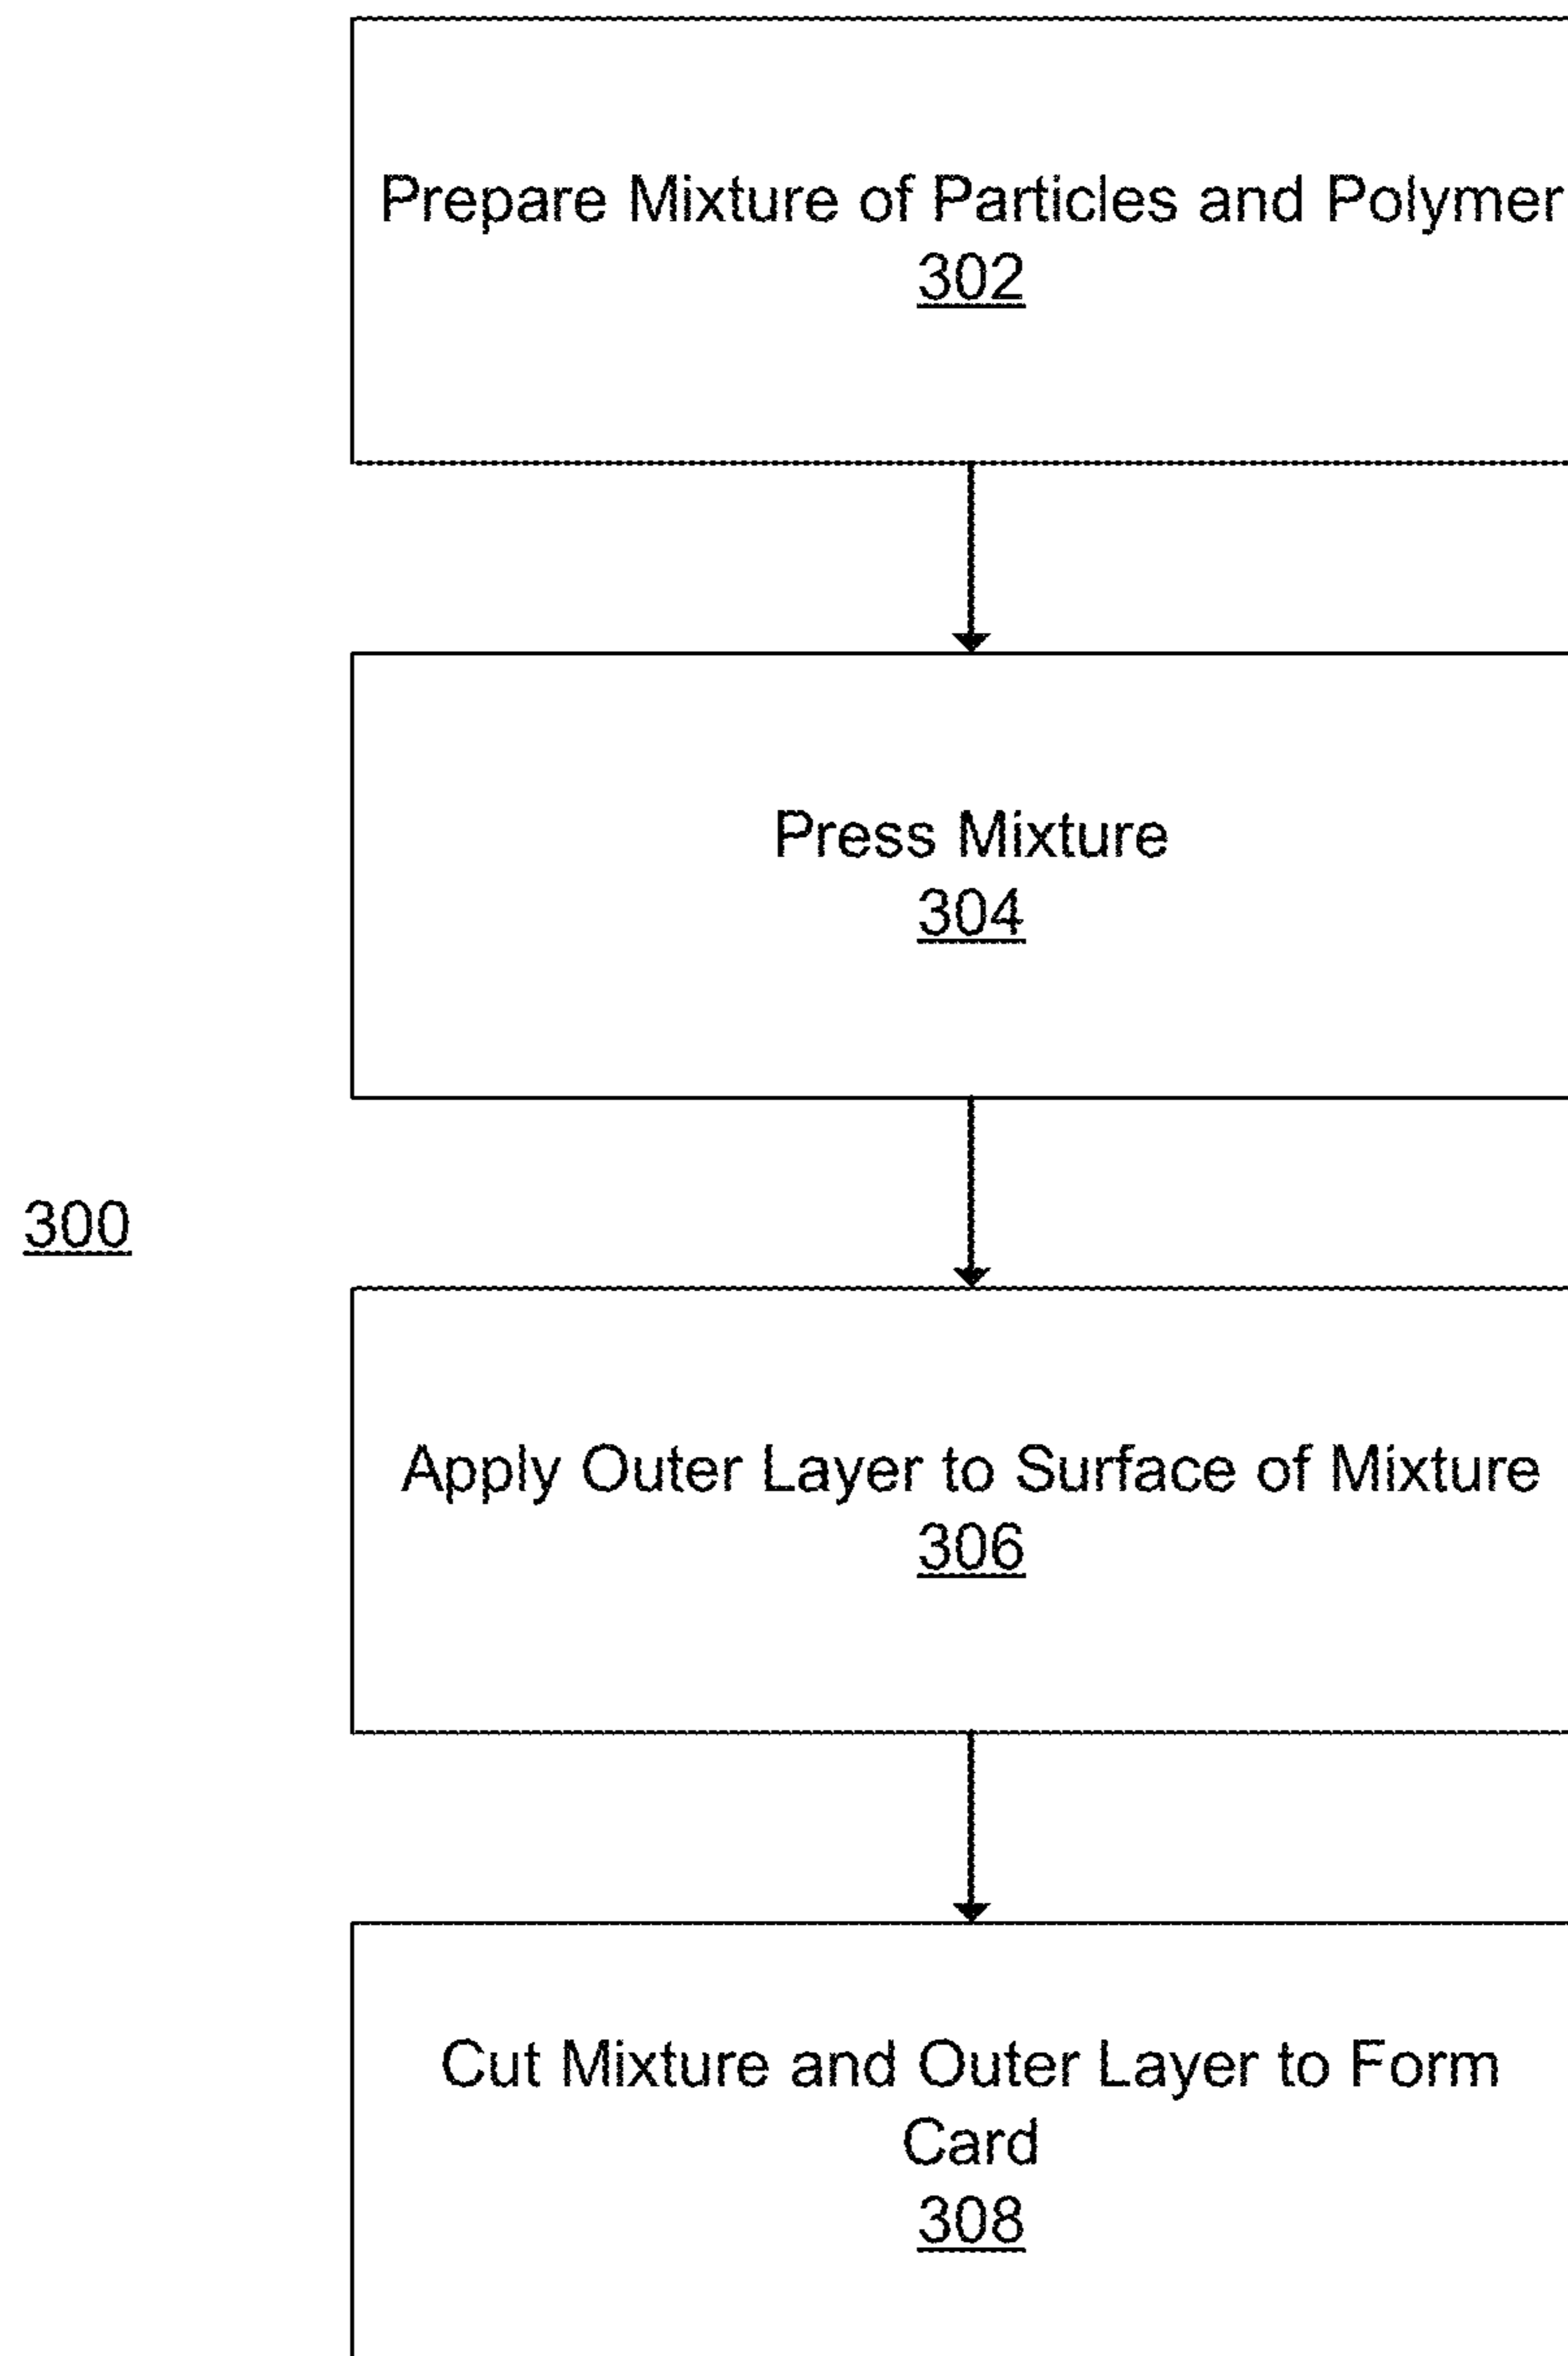 Prepare Mixture of Particles and Polymer
302
Press Mixture
304
300
Apply Outer Layer to Surface of Mixture
306
Cut Mixture and Outer Layer to Form
Card
308